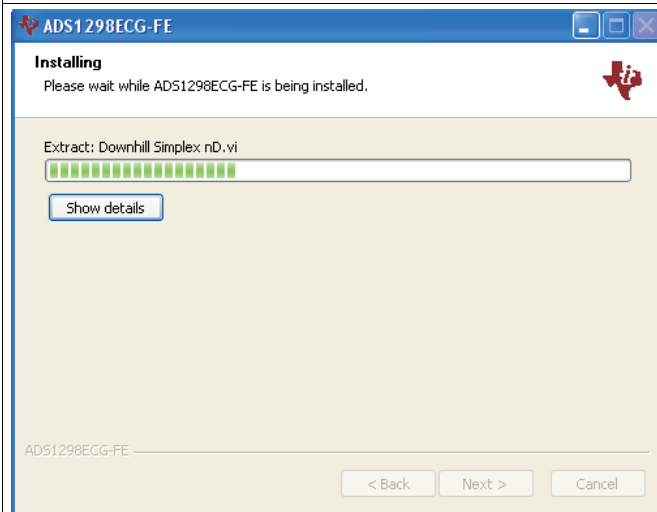 ADS1298ECG-FE
Installing
Please wait while ADS1298ECG-FE is being installed.
Extract: Downhill Simplex nD.vi
Show details
ADS1298ECG-FE
< Back Next > Cancel